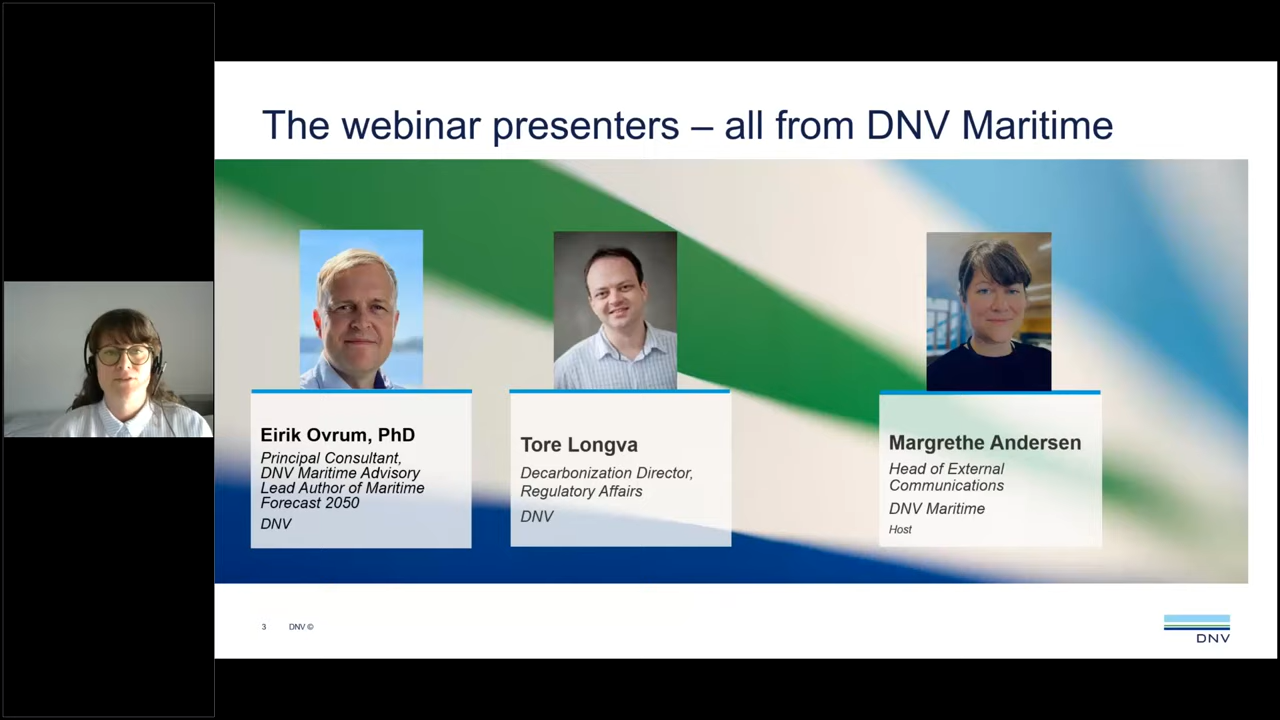 The webinar presenters – all from DNV Maritime
Eirik Ovrum, PhD
Principal Consultant,
DNV Maritime Advisory
Lead Author of Maritime
Forecast 2050
DNV
Tore Longva
Decarbonization Director,
Regulatory Affairs
DNV
Margrethe Andersen
Head of External
Communications
DNV Maritime
Host
3 DNV ©
DNV